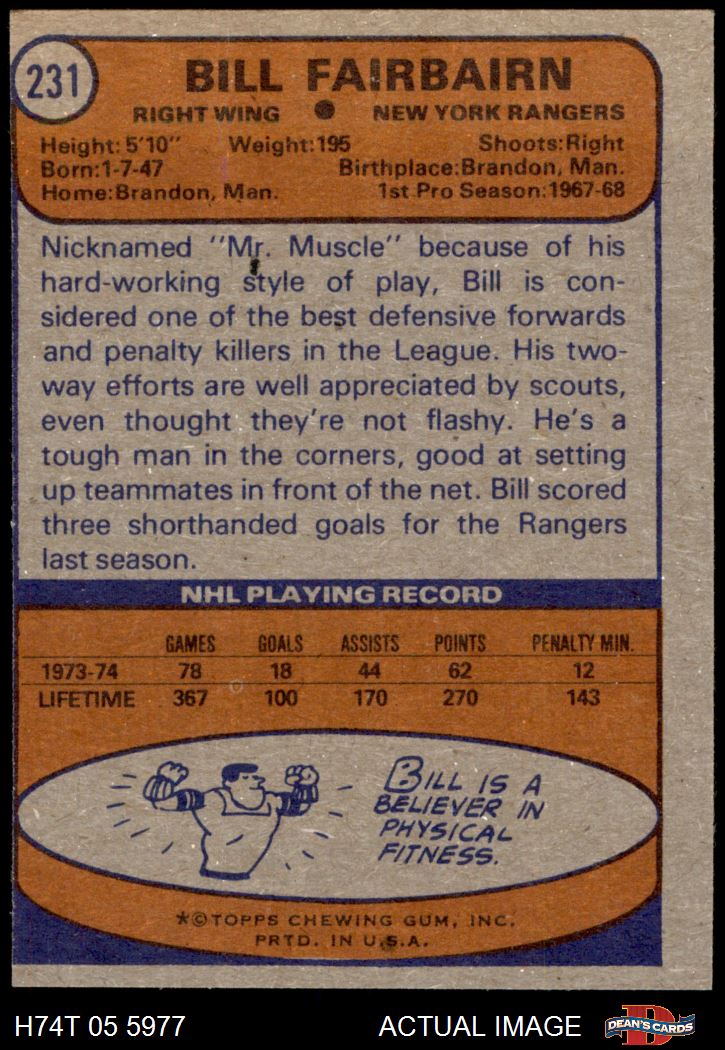 231
BILL FAIRBAIRN
RIGHT WING ● NEW YORK RANGERS
Height: 5'10" Weight:195 Shoots:Right
Born:1-7-47 Birthplace:Brandon, Man.
Home:Brandon, Man. 1st Pro Season:1967-68
Nicknamed "Mr. Muscle" because of his
hard-working style of play, Bill is con-
sidered one of the best defensive forwards
and penalty killers in the League. His two-
way efforts are well appreciated by scouts,
even thought they're not flashy. He's a
tough man in the corners, good at setting
up teammates in front of the net. Bill scored
three shorthanded goals for the Rangers
last season.
NHL PLAYING RECORD
GAMES GOALS ASSISTS POINTS PENALTY MIN.
1973-74 78 18 44 62 12
LIFETIME 367 100 170 270 143
BILL IS A
BELIEVER IN
PHYSICAL
FITNESS.
*©TOPPS CHEWING GUM, INC.
PRTD. IN U.S.A.
H74T 05 5977 ACTUAL IMAGE D DEAN'S CARDS